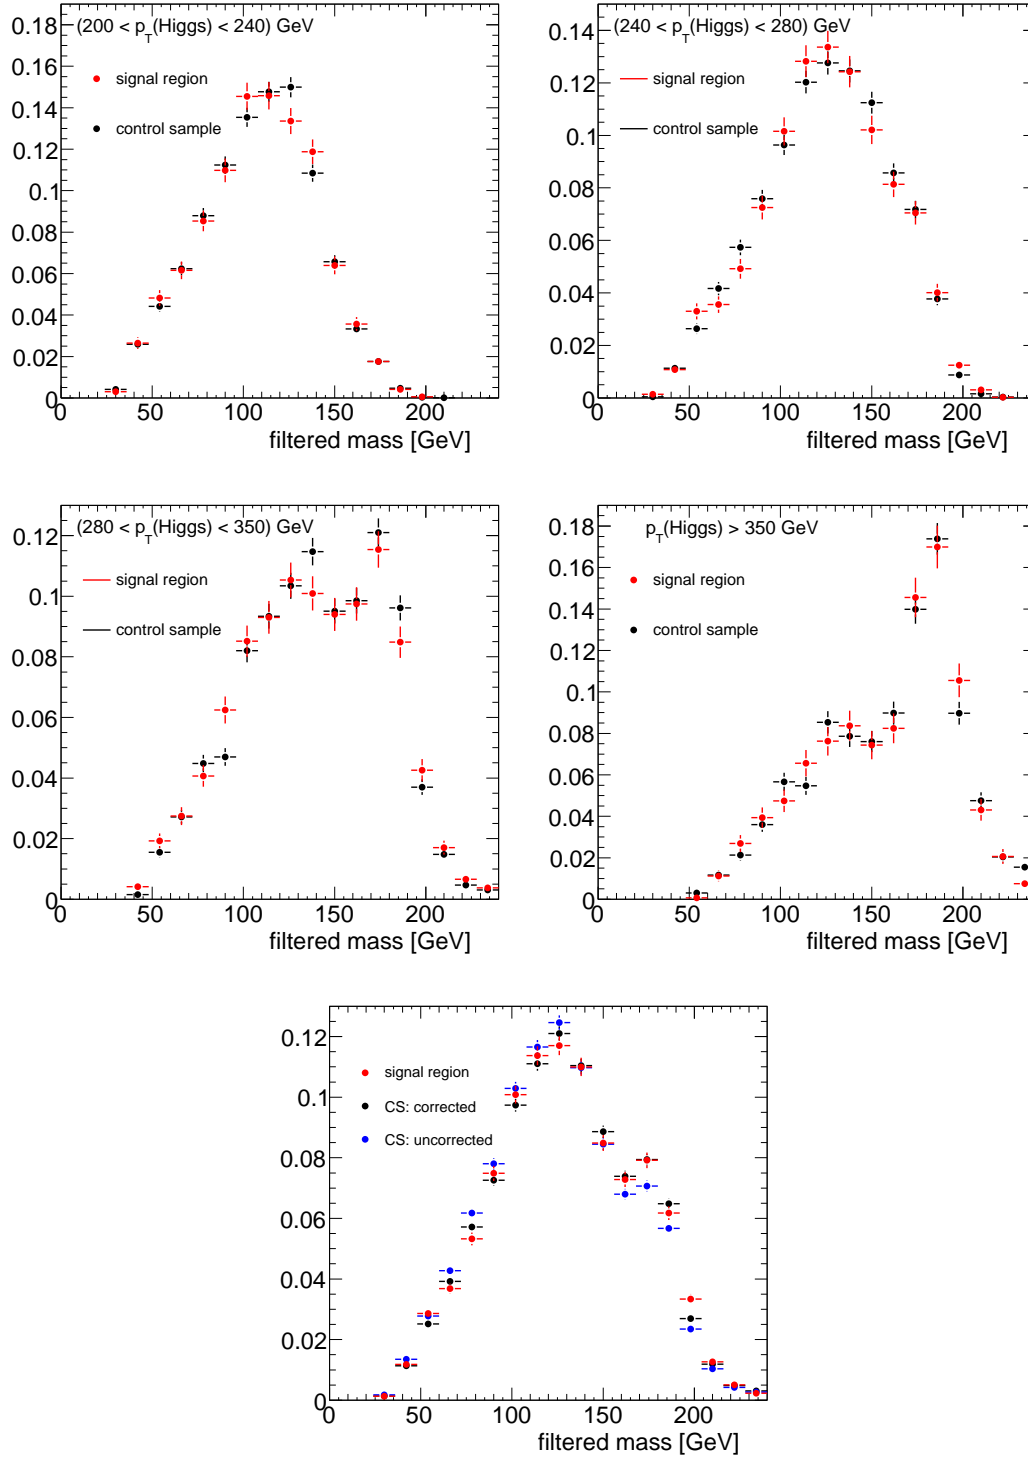 (200 < p_T(Higgs) < 240) GeV
signal region
control sample
0.18
0.16
0.14
0.12
0.1
0.08
0.06
0.04
0.02
0
0 50 100 150 200
filtered mass [GeV]
(240 < p_T(Higgs) < 280) GeV
signal region
control sample
0.14
0.12
0.1
0.08
0.06
0.04
0.02
0
0 50 100 150 200
filtered mass [GeV]
(280 < p_T(Higgs) < 350) GeV
signal region
control sample
0.12
0.1
0.08
0.06
0.04
0.02
0
0 50 100 150 200
filtered mass [GeV]
p_T(Higgs) > 350 GeV
signal region
control sample
0.18
0.16
0.14
0.12
0.1
0.08
0.06
0.04
0.02
0
0 50 100 150 200
filtered mass [GeV]
signal region
CS: corrected
CS: uncorrected
0.12
0.1
0.08
0.06
0.04
0.02
0
0 50 100 150 200
filtered mass [GeV]